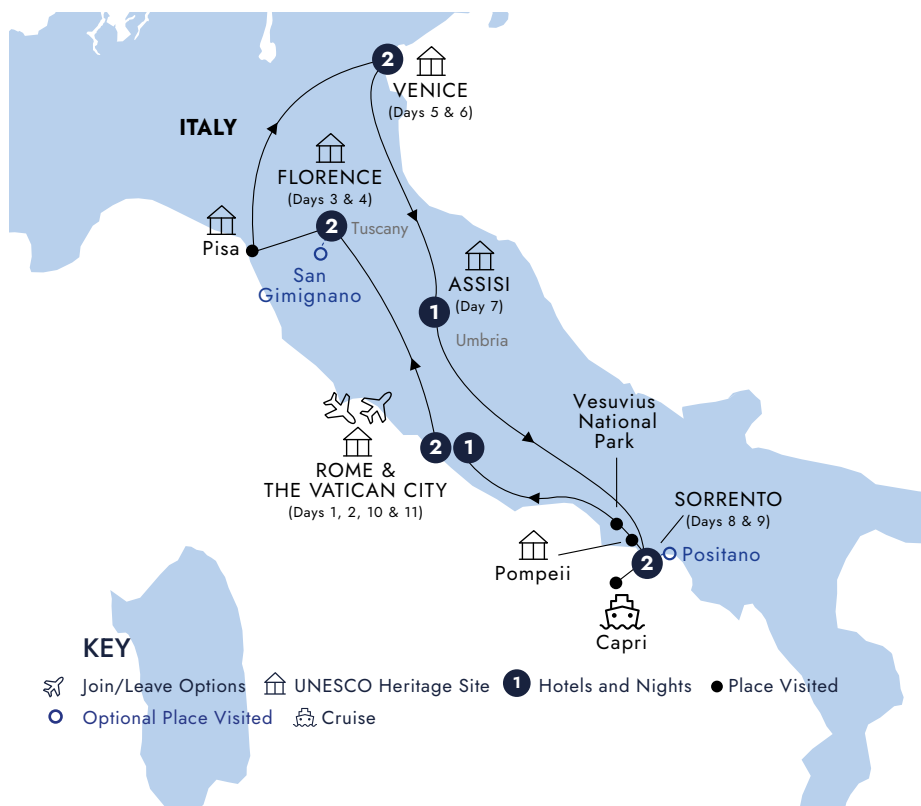 2
VENICE
(Days 5 & 6)
ITALY
FLORENCE
(Days 3 & 4)
2
Tuscany
Pisa
San
Gimignano
ASSISI
(Day 7)
1
Umbria
Vesuvius
National
Park
2
1
ROME &
THE VATICAN CITY
(Days 1, 2, 10 & 11)
SORRENTO
(Days 8 & 9)
Positano
2
Pompeii
Capri
KEY
Join/Leave Options
UNESCO Heritage Site
1
Hotels and Nights
Place Visited
Optional Place Visited
Cruise